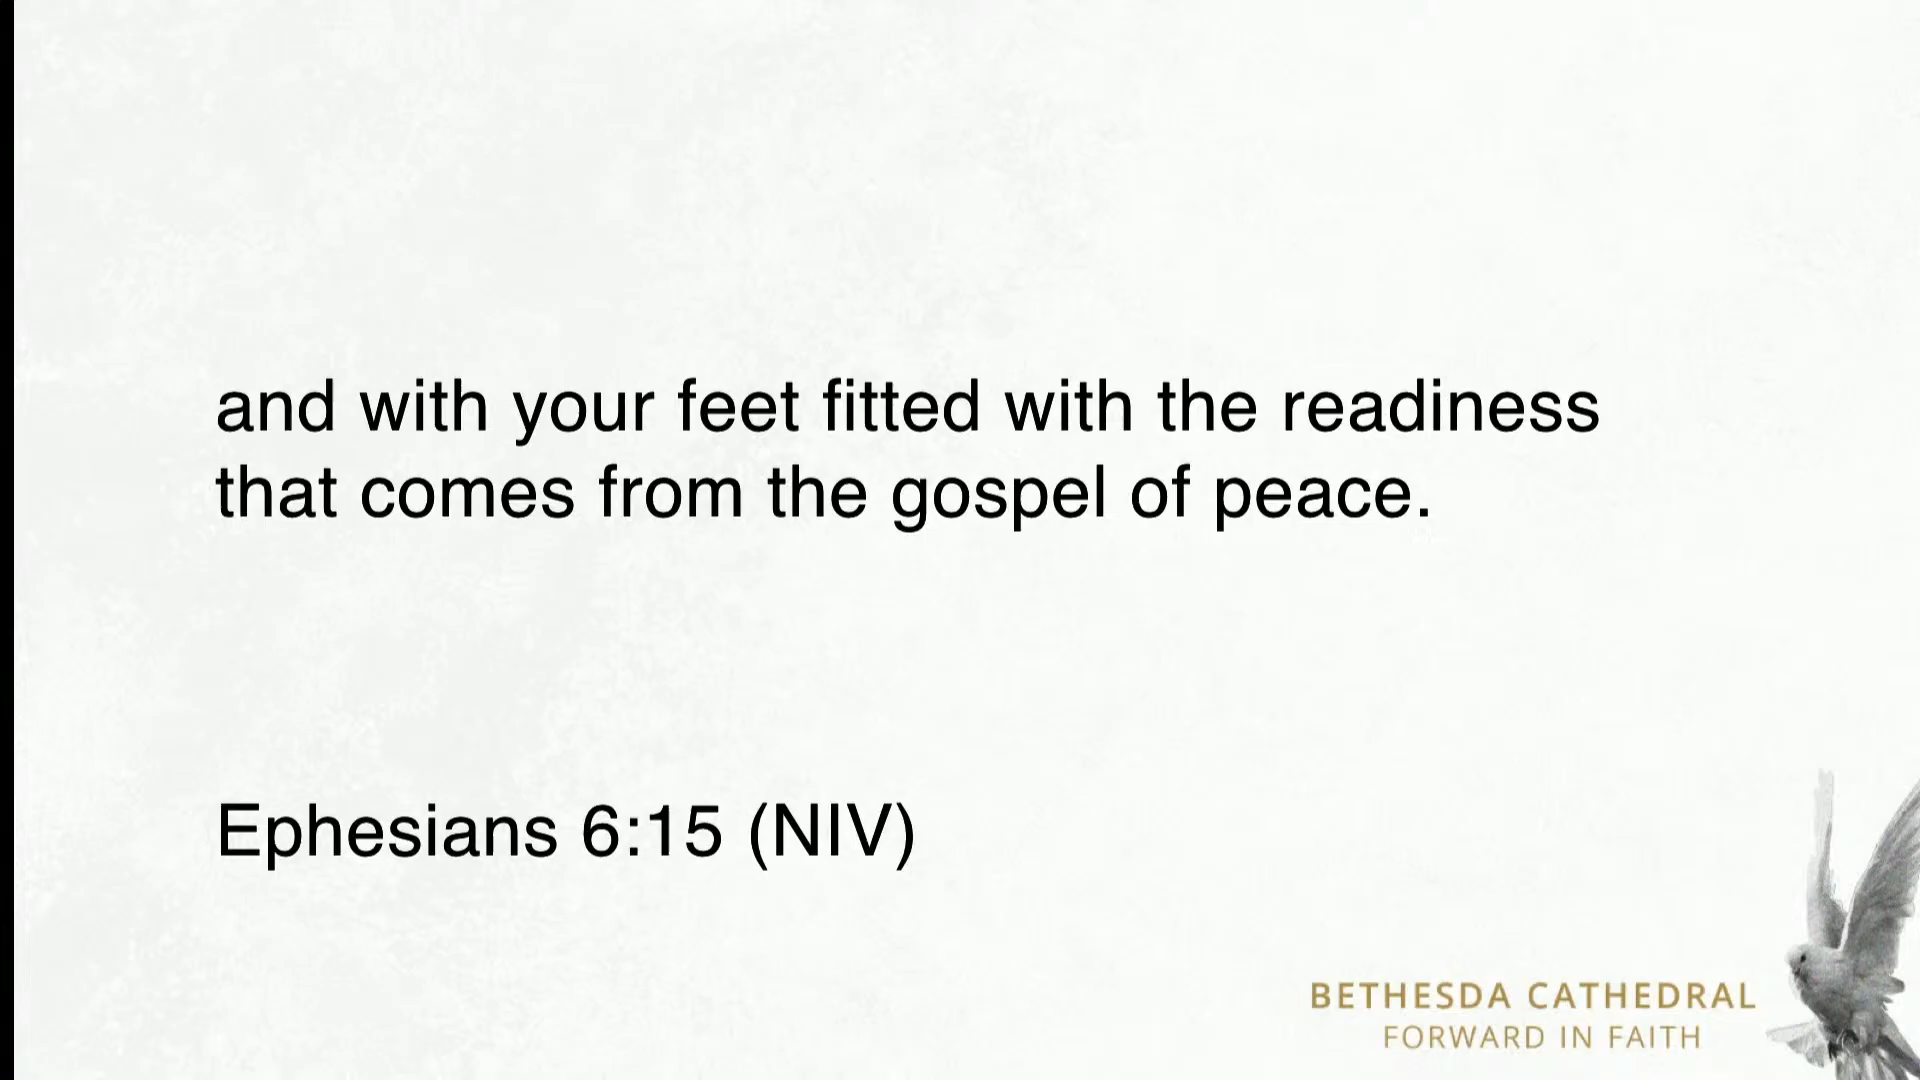 and with your feet fitted with the readiness
that comes from the gospel of peace.
Ephesians 6:15 (NIV)
BETHESDA CATHEDRAL
FORWARD IN FAITH